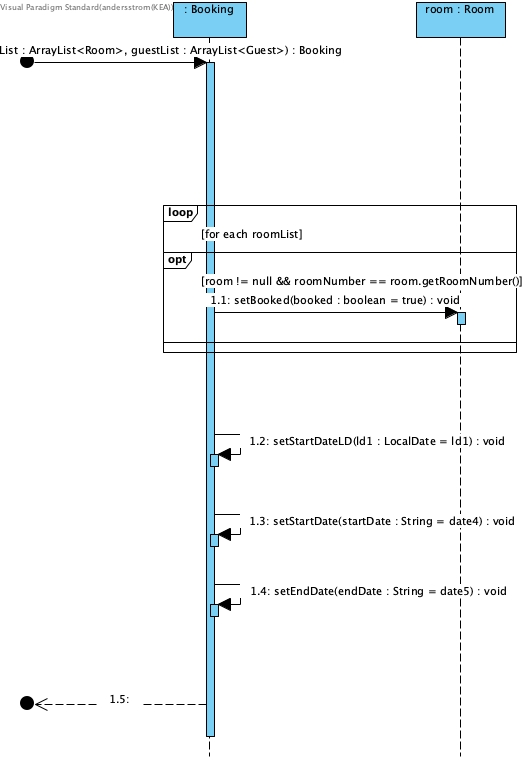 Visual Paradigm Standard(andersstrom(KEA))
: Booking
room : Room
List : ArrayList<Room>, guestList : ArrayList<Guest>) : Booking
loop
[for each roomList]
opt
[room != null && roomNumber == room.getRoomNumber()]
1.1: setBooked(booked : boolean = true) : void
1.2: setStartDateLD(ld1 : LocalDate = ld1) : void
1.3: setStartDate(startDate : String = date4) : void
1.4: setEndDate(endDate : String = date5) : void
1.5: